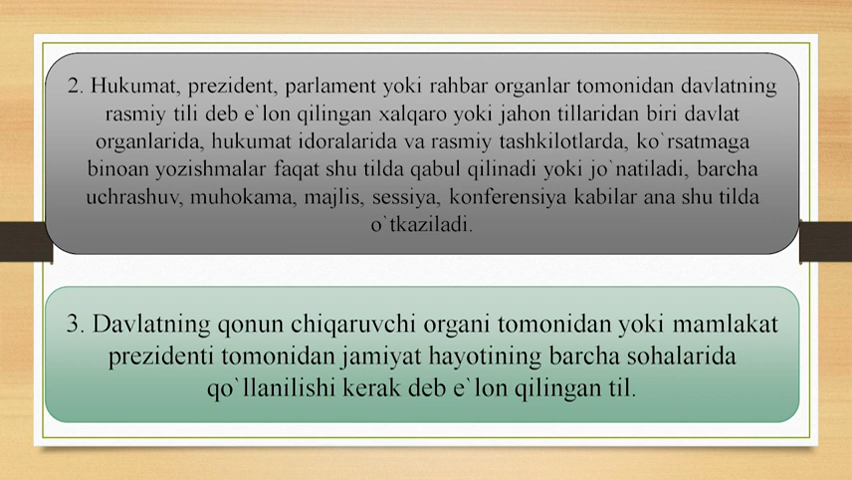 2. Hukumat, prezident, parlament yoki rahbar organlar tomonidan davlatning
rasmiy tili deb e`lon qilingan xalqaro yoki jahon tillaridan biri davlat
organlarida, hukumat idoralarida va rasmiy tashkilotlarda, ko`rsatmaga
binoan yozishmalar faqat shu tilda qabul qilinadi yoki jo`natiladi, barcha
uchrashuv, muhokama, majlis, sessiya, konferensiya kabilar ana shu tilda
o`tkaziladi.
3. Davlatning qonun chiqaruvchi organi tomonidan yoki mamlakat
prezidenti tomonidan jamiyat hayotining barcha sohalarida
qo`llanilishi kerak deb e`lon qilingan til.